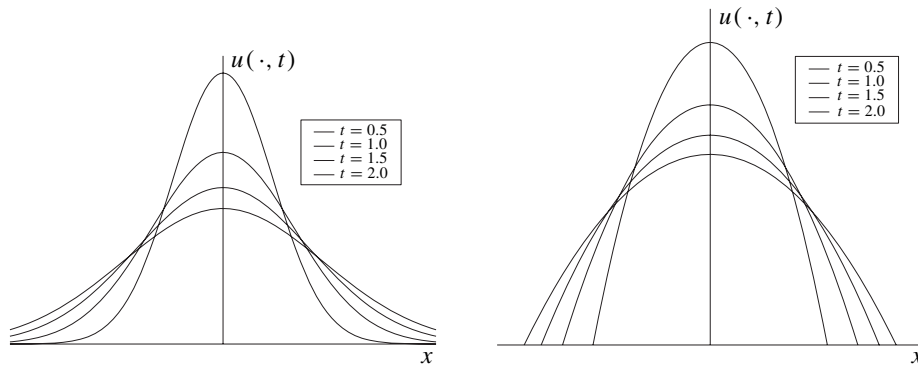 u(·, t)
t = 0.5
t = 1.0
t = 1.5
t = 2.0
x
u(·, t)
t = 0.5
t = 1.0
t = 1.5
t = 2.0
x